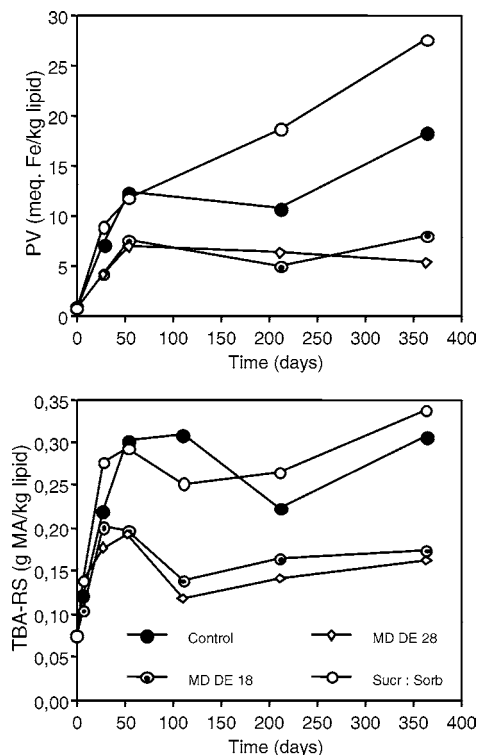 PV (meq. Fe/kg lipid)
30
25
20
15
10
5
0
0 50 100 150 200 250 300 350 400
Time (days)
TBA-RS (g MA/kg lipid)
0,35
0,30
0,25
0,20
0,15
0,10
0,05
0,00
0,35
Control
MD DE 28
MD DE 18
Sucr : Sorb
0 50 100 150 200 250 300 350 400
Time (days)